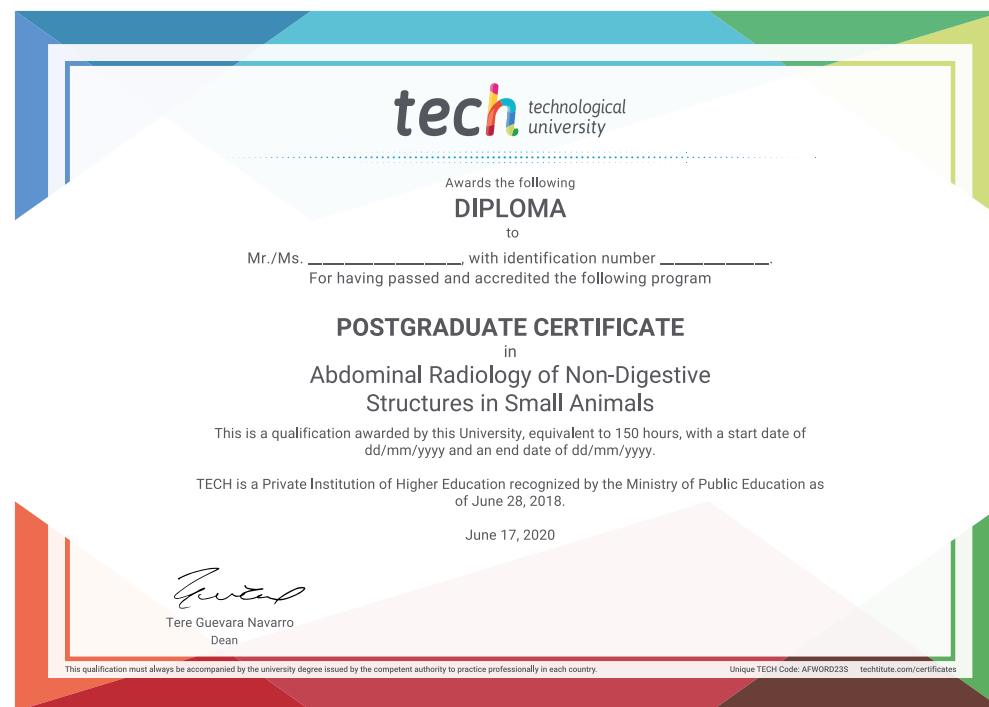 tech technological
university
Awards the following
DIPLOMA
to
Mr./Ms. ____________________, with identification number ______________.
For having passed and accredited the following program
POSTGRADUATE CERTIFICATE
in
Abdominal Radiology of Non-Digestive
Structures in Small Animals
This is a qualification awarded by this University, equivalent to 150 hours, with a start date of
dd/mm/yyyy and an end date of dd/mm/yyyy.
TECH is a Private Institution of Higher Education recognized by the Ministry of Public Education as
of June 28, 2018.
June 17, 2020
Tere Guevara Navarro
Dean
This qualification must always be accompanied by the university degree issued by the competent authority to practice professionally in each country.
Unique TECH Code: AFWORD23S techtitute.com/certificates